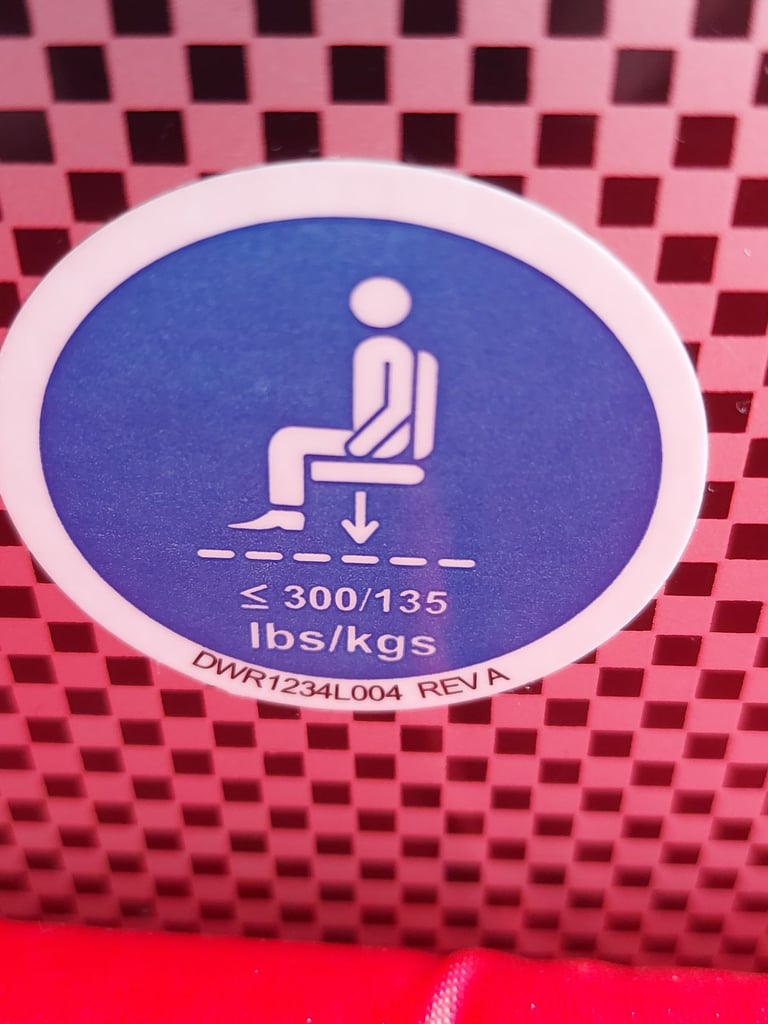 ≤ 300/135
lbs/kgs
DWR1234L004 REV A